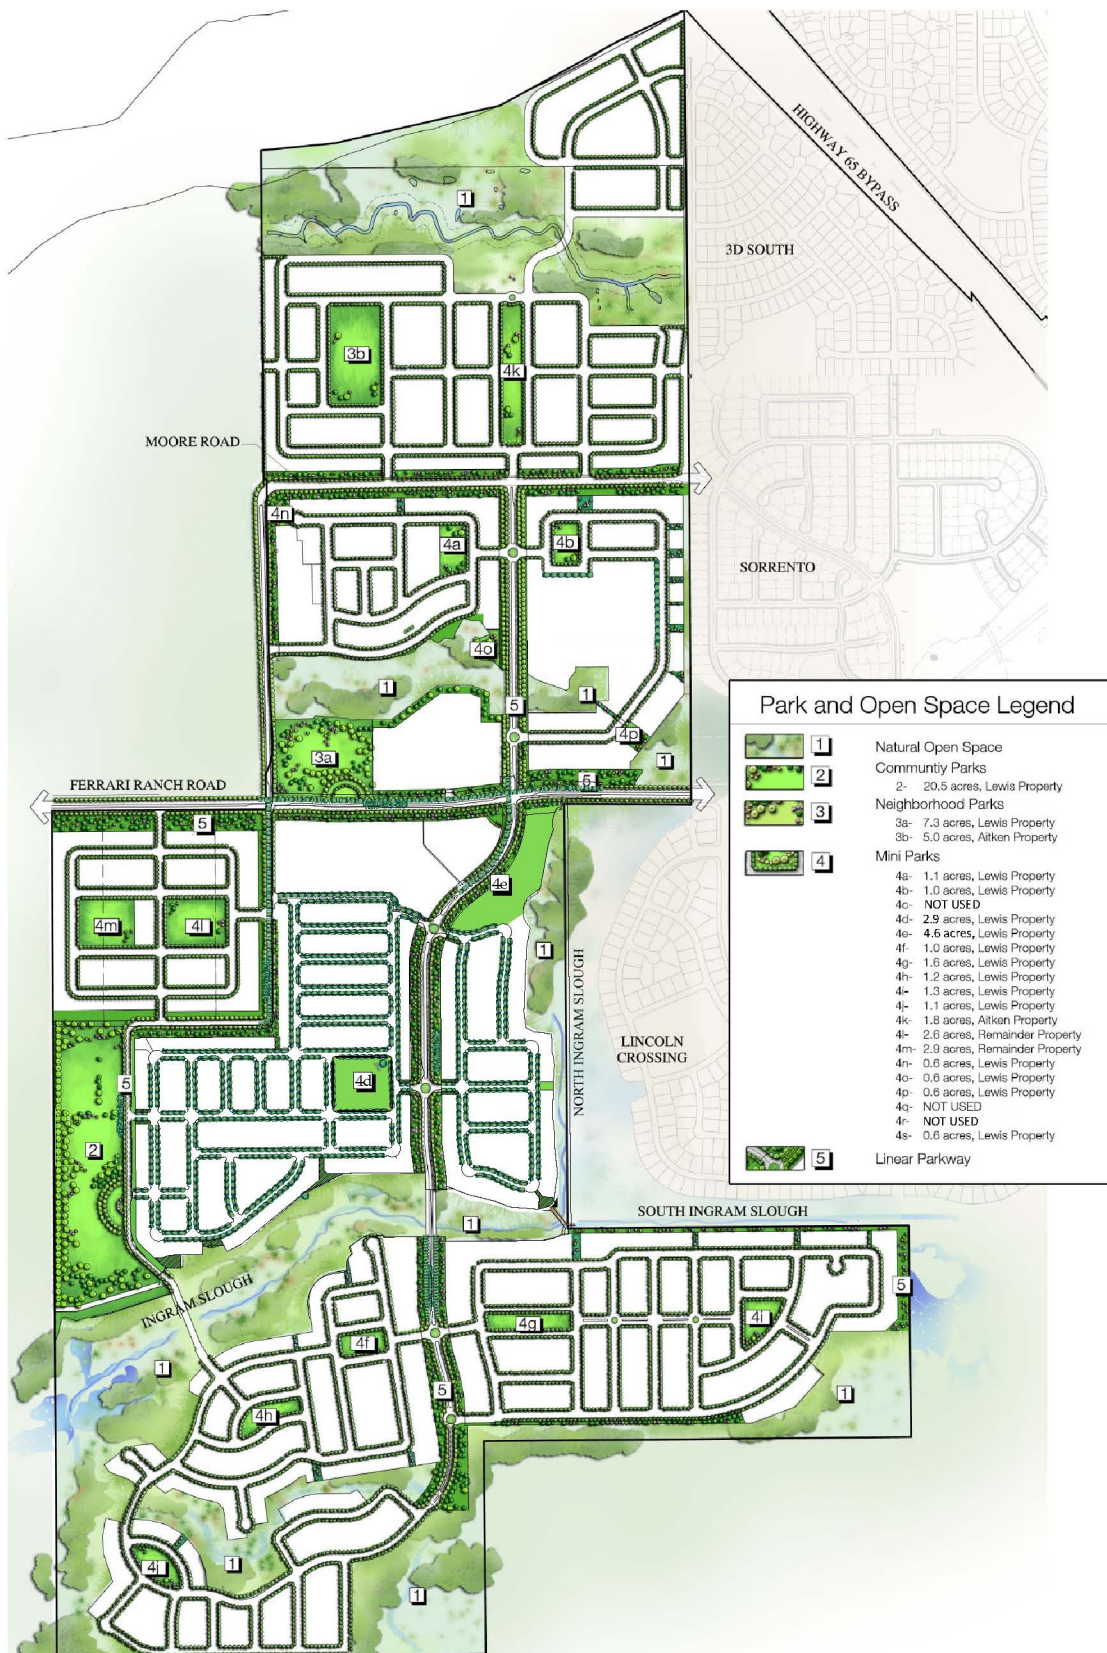 HIGHWAY 65 BYPASS
1
3D SOUTH
3b
4k
MOORE ROAD
4n
4a
4b
SORRENTO
4o
1
1
5
4p
3a
1
FERRARI RANCH ROAD
5
5
4e
4m
4l
1
NORTH INGRAM SLOUGH
LINCOLN
CROSSING
4d
5
2
1
SOUTH INGRAM SLOUGH
INGRAM SLOUGH
5
4g
4i
4f
1
5
1
4h
1
4j
1
Park and Open Space Legend
1 Natural Open Space
2 Communtiy Parks
2- 20.5 acres, Lewis Property
3 Neighborhood Parks
3a- 7.3 acres, Lewis Property
3b- 5.0 acres, Aitken Property
4 Mini Parks
4a- 1.1 acres, Lewis Property
4b- 1.0 acres, Lewis Property
4c- NOT USED
4d- 2.9 acres, Lewis Property
4e- 4.6 acres, Lewis Property
4f- 1.0 acres, Lewis Property
4g- 1.6 acres, Lewis Property
4h- 1.2 acres, Lewis Property
4i- 1.3 acres, Lewis Property
4j- 1.1 acres, Lewis Property
4k- 1.8 acres, Aitken Property
4l- 2.6 acres, Remainder Property
4m- 2.9 acres, Remainder Property
4n- 0.6 acres, Lewis Property
4o- 0.6 acres, Lewis Property
4p- 0.6 acres, Lewis Property
4q- NOT USED
4r- NOT USED
4s- 0.6 acres, Lewis Property
5 Linear Parkway